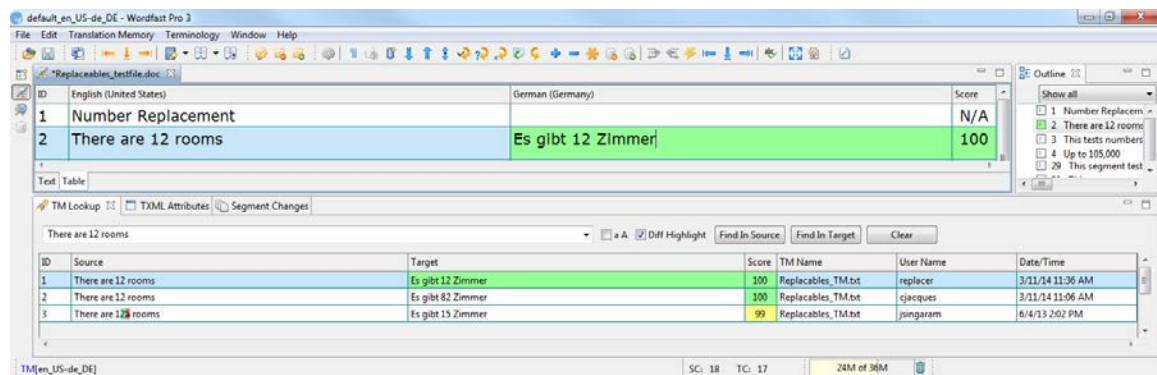 default_en_US-de_DE - Wordfast Pro 3
File Edit Translation Memory Terminology Window Help
*Replaceables_testfile.doc
Outline
ID English (United States) German (Germany) Score
Show all
1 Number Replacement N/A
1 Number Replacem
2 There are 12 rooms Es gibt 12 Zimmer 100
2 There are 12 rooms
3 This tests numbers
4 Up to 105,000
29 This segment test
Text Table
TM Lookup TXML Attributes Segment Changes
There are 12 rooms a A Diff Highlight Find In Source Find In Target Clear
ID Source Target Score TM Name User Name Date/Time
1 There are 12 rooms Es gibt 12 Zimmer 100 Replacables_TM.txt replacer 3/11/14 11:36 AM
2 There are 12 rooms Es gibt 82 Zimmer 100 Replacables_TM.txt cjacques 3/11/14 11:06 AM
3 There are rooms Es gibt 15 Zimmer 99 Replacables_TM.txt jsingaram 6/4/13 2:02 PM
TM[en_US-de_DE] SC: 18 TC: 17 24M of 36M